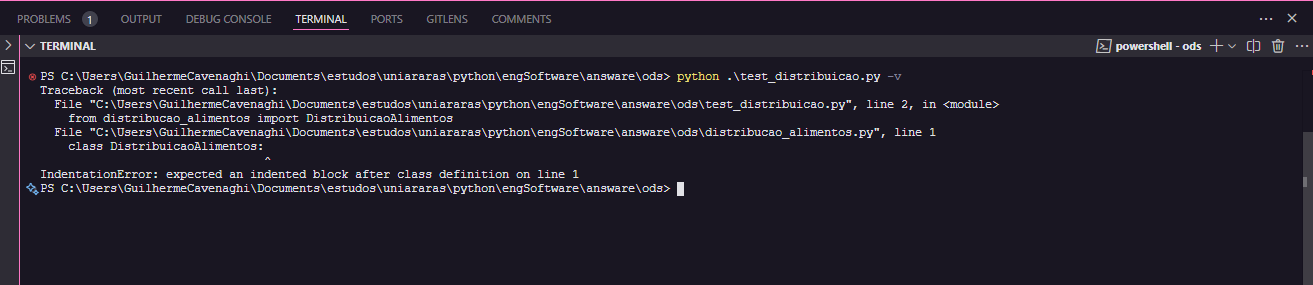 PROBLEMS 1 OUTPUT DEBUG CONSOLE TERMINAL PORTS GITLENS COMMENTS
TERMINAL powershell - ods
PS C:\Users\GuilhermeCavenaghi\Documents\estudos\uniararas\python\engSoftware\answare\ods> python .\test_distribuicao.py -v
Traceback (most recent call last):
File "C:\Users\GuilhermeCavenaghi\Documents\estudos\uniararas\python\engSoftware\answare\ods\test_distribuicao.py", line 2, in <module>
from distribucao_alimentos import DistribuicaoAlimentos
File "C:\Users\GuilhermeCavenaghi\Documents\estudos\uniararas\python\engSoftware\answare\ods\distribucao_alimentos.py", line 1
class DistribuicaoAlimentos:
^
IndentationError: expected an indented block after class definition on line 1
PS C:\Users\GuilhermeCavenaghi\Documents\estudos\uniararas\python\engSoftware\answare\ods>